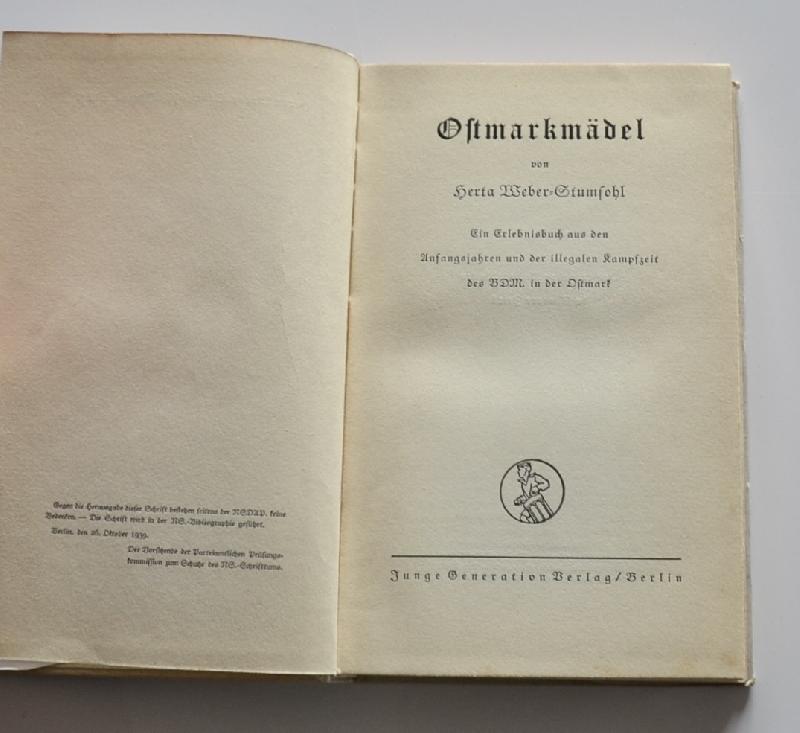 Gegen die Herausgabe dieser Schrift bestehen seitens der NSDAP. keine
Bedenken. — Die Schrift wird in der NS.-Bibliographie geführt.
Berlin, den 26. Oktober 1939.
Der Vorsitzende der Parteiamtlichen Prüfungs-
kommission zum Schutze des NS.-Schrifttums.
Ostmarkmädel
von
Herta Weber-Stumfohl
Ein Erlebnisbuch aus den
Anfangsjahren und der illegalen Kampfzeit
des BDM. in der Ostmark
Junge Generation Verlag/Berlin